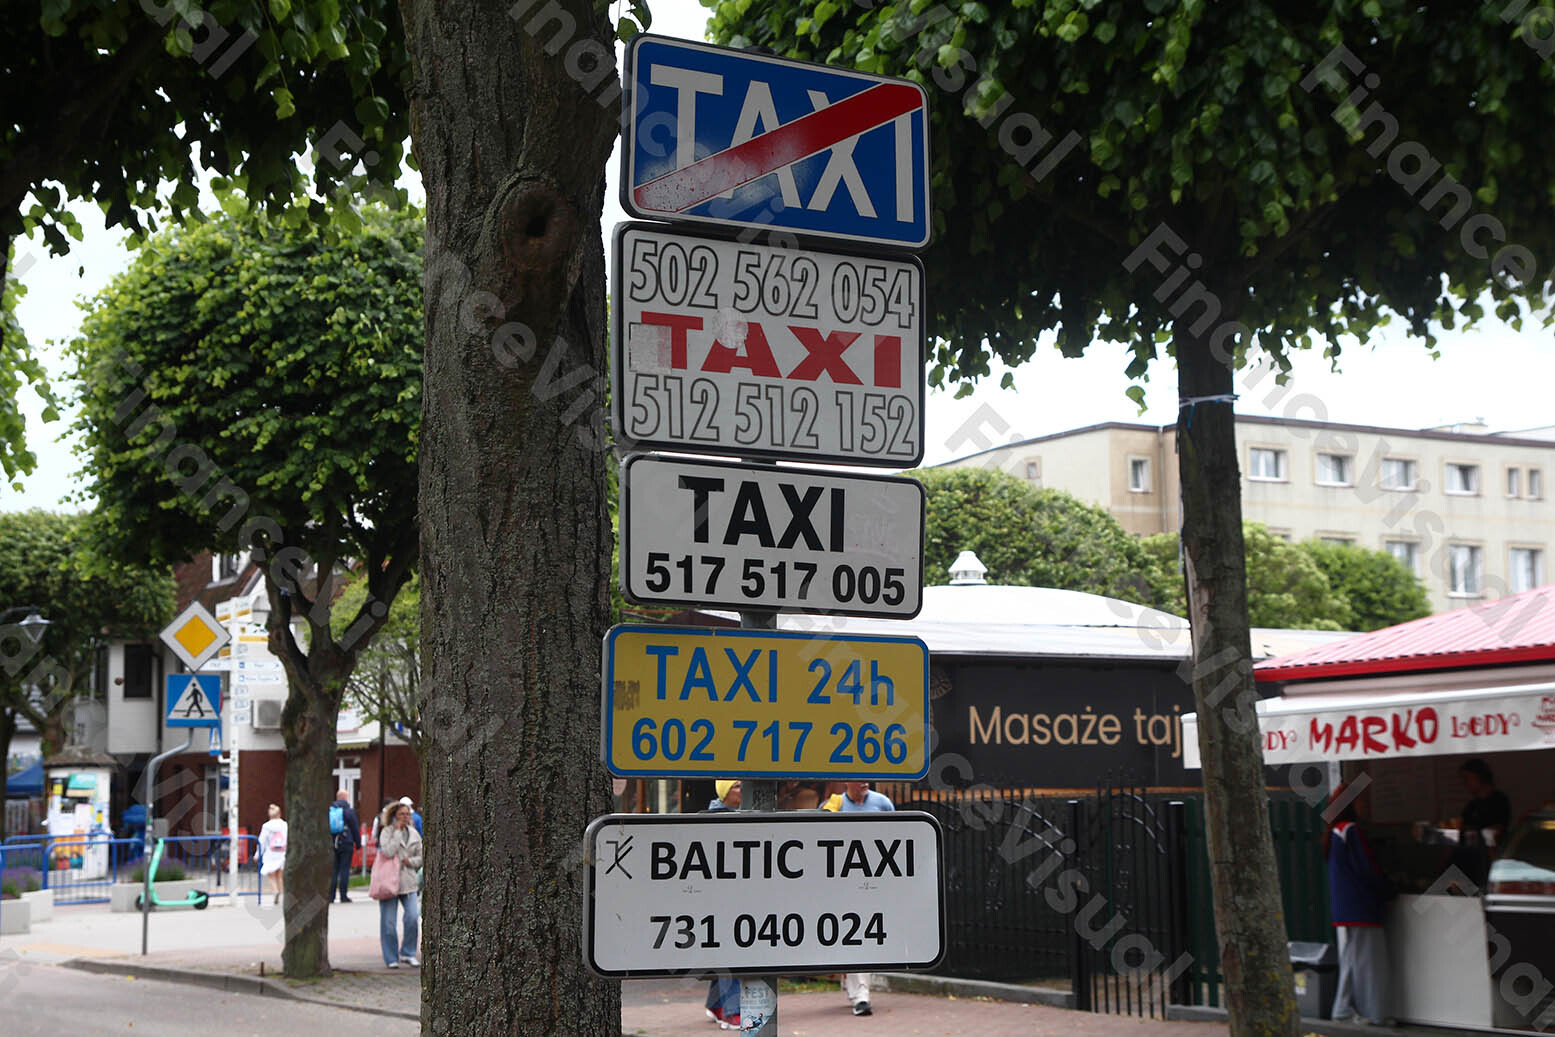 TAXI
502 562 054
TAXI
512 512 152
TAXI
517 517 005
TAXI 24h
602 717 266
BALTIC TAXI
731 040 024
Masaże taj
MARKO LODY
FinanceVisual